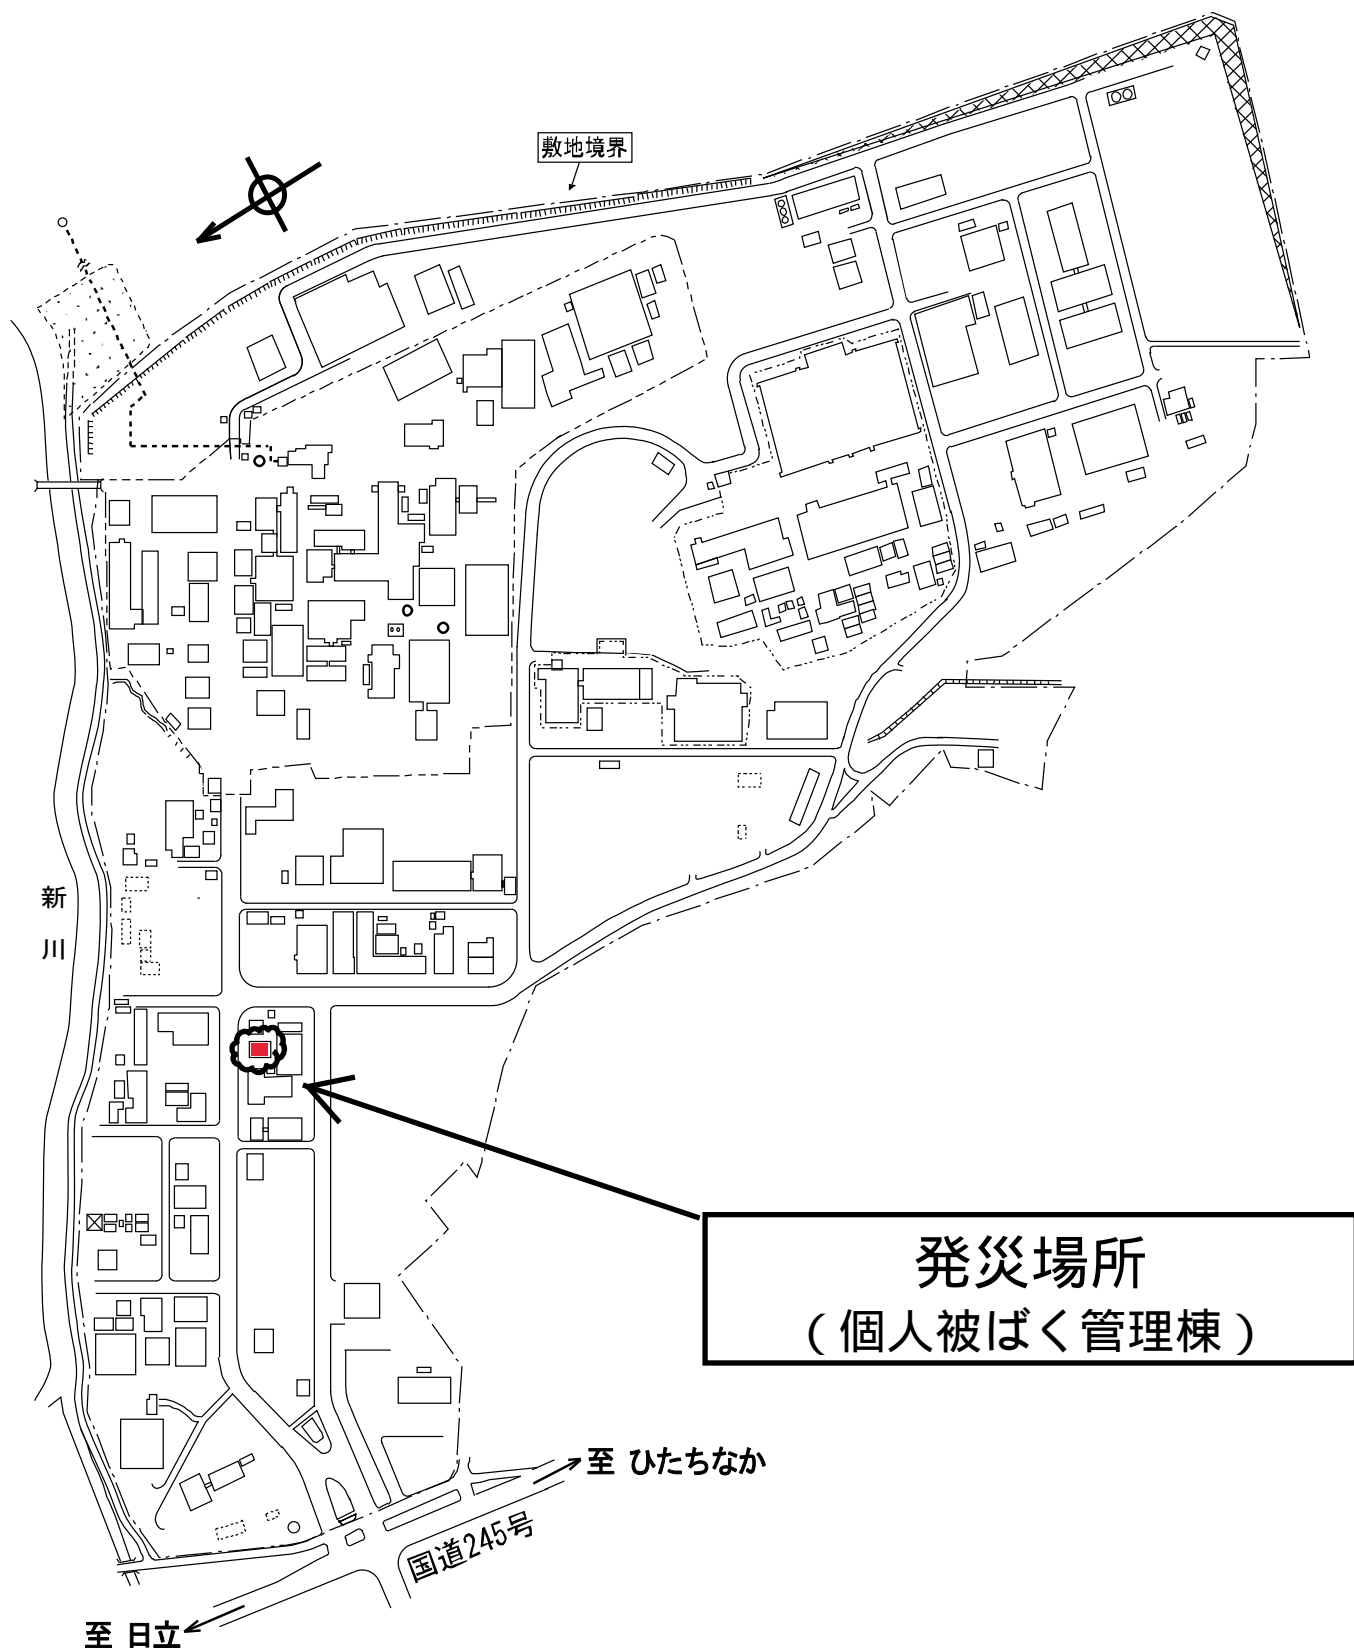 敷地境界
新
川
発災場所
(個人被ばく管理棟)
至 ひたちなか
国道245号
至 日立